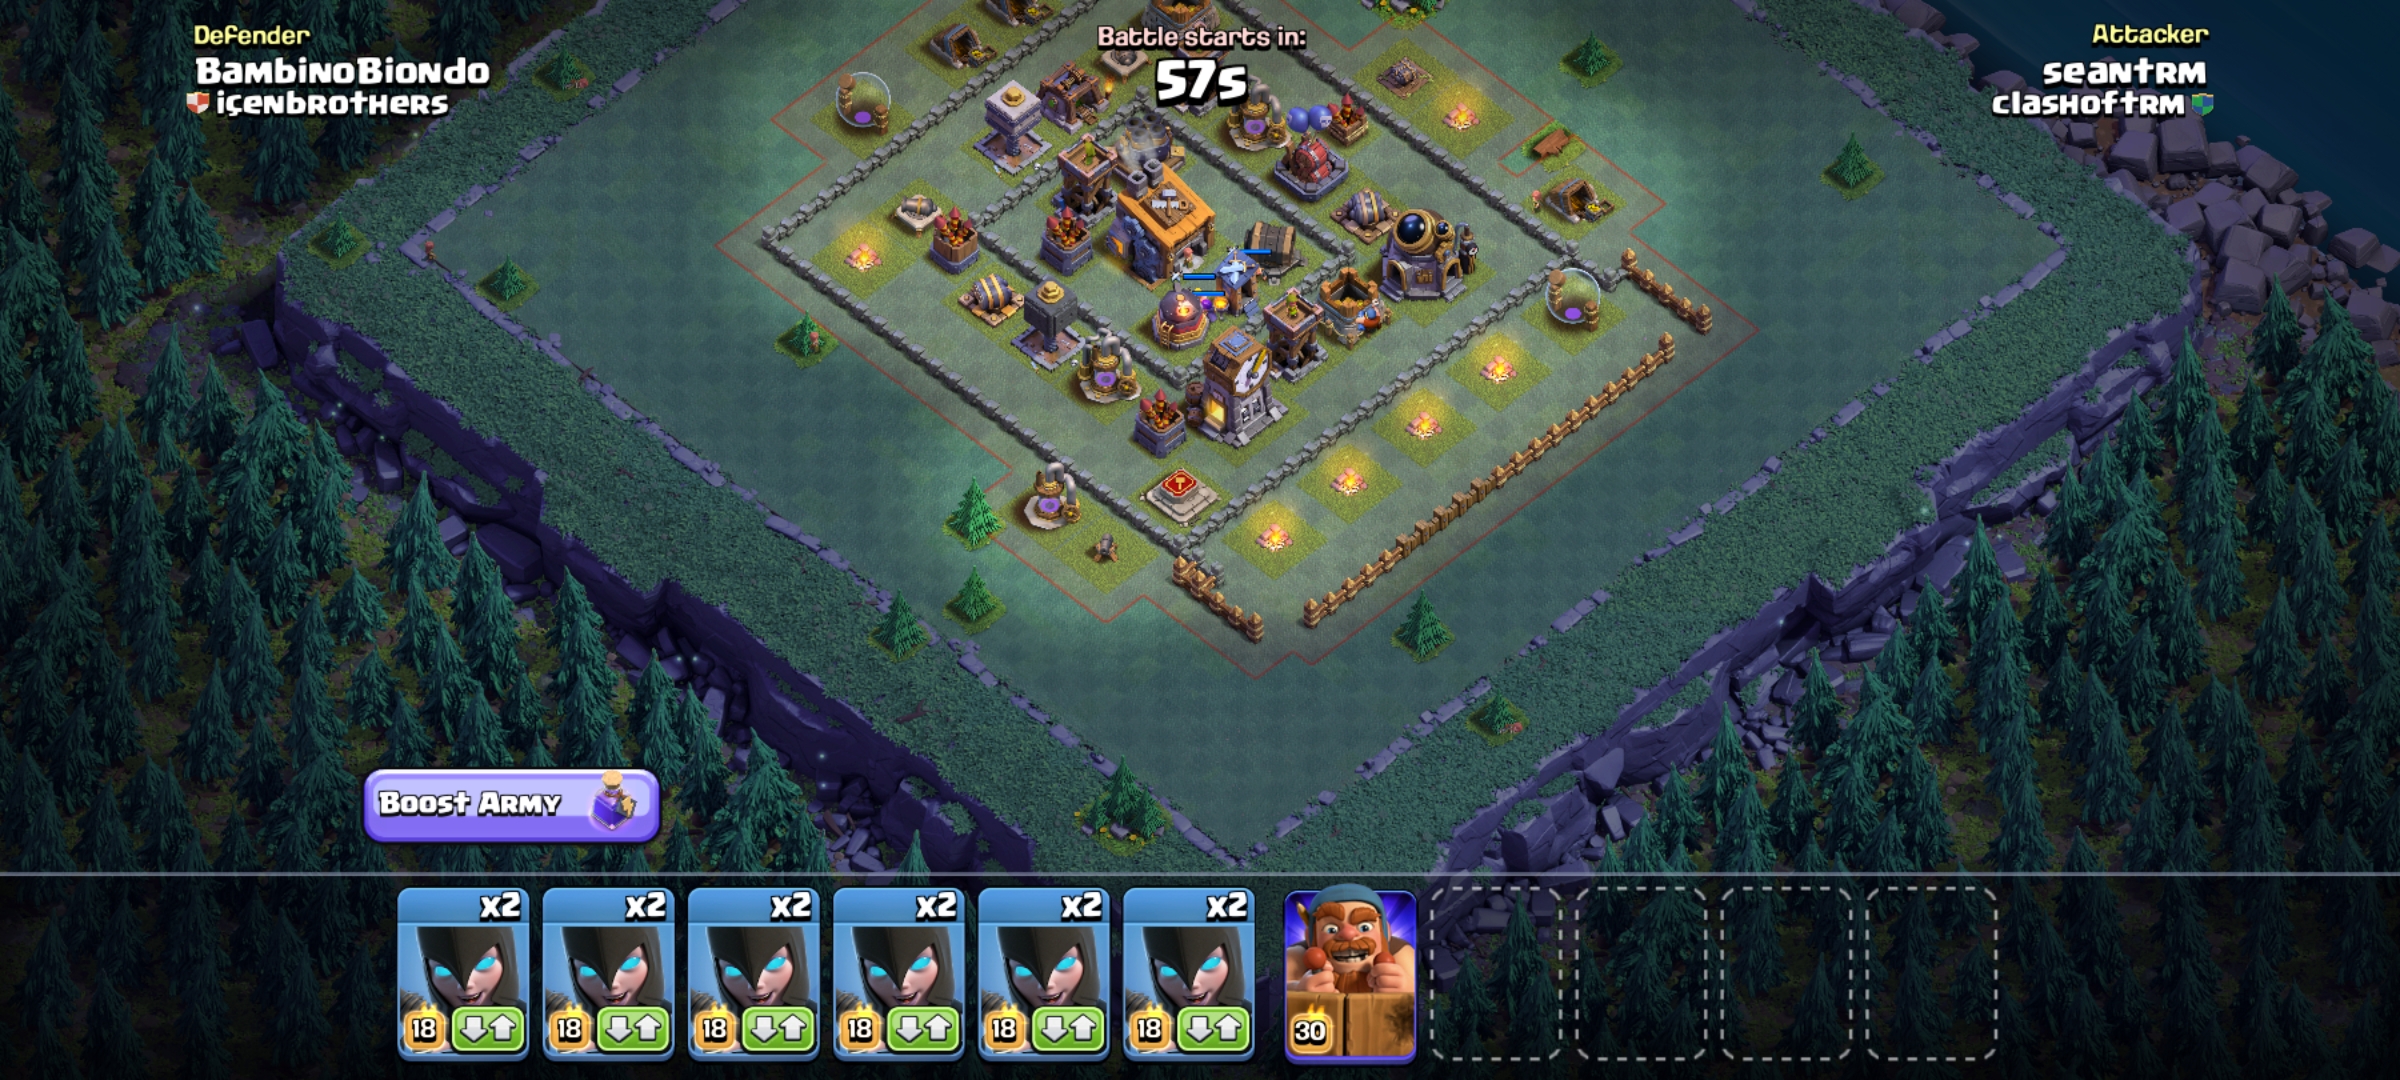 Defender
BambinoBiondo
içenbrothers
Battle starts in:
57s
Attacker
seantRM
clashoftRM
Boost Army
x2
x2
x2
x2
x2
x2
18
18
18
18
18
18
30